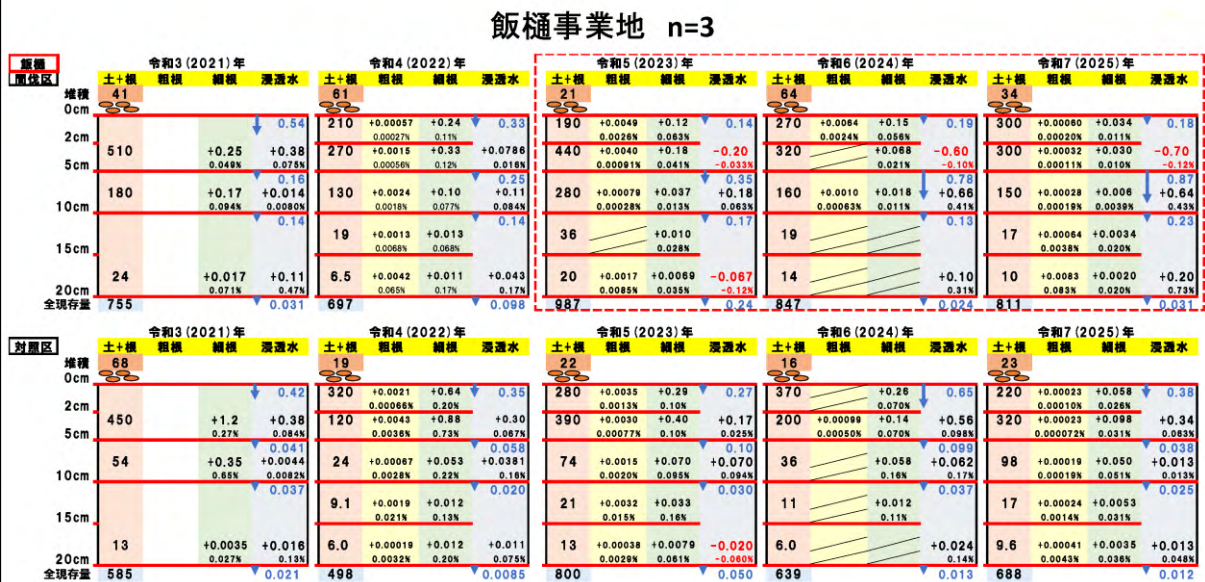 飯樋事業地 n=3
飯樋 令和3(2021)年 令和4(2022)年 令和5(2023)年 令和6(2024)年 令和7(2025)年
間伐区 土+根 粗根 細根 浸透水 土+根 粗根 細根 浸透水 土+根 粗根 細根 浸透水 土+根 粗根 細根 浸透水 土+根 粗根 細根 浸透水
堆積 41 61 21 64 34
0cm
0.54 210 +0.00057 +0.24 0.33 190 +0.0049 +0.12 0.14 270 +0.0064 +0.15 0.19 300 +0.00060 +0.034 0.18
2cm 0.00027% 0.11% 0.0026% 0.063% 0.0024% 0.056% 0.00020% 0.011%
510 +0.25 +0.38 270 +0.0015 +0.33 +0.0786 440 +0.0040 +0.18 -0.20 320 +0.068 -0.60 300 +0.00032 +0.030 -0.70
5cm 0.049% 0.075% 0.00056% 0.12% 0.016% 0.00091% 0.041% -0.033% 0.021% -0.10% 0.00011% 0.010% -0.12%
0.16 0.25 0.35 0.78 0.87
180 +0.17 +0.014 130 +0.0024 +0.10 +0.11 280 +0.00079 +0.037 +0.18 160 +0.0010 +0.018 +0.66 150 +0.00028 +0.006 +0.64
10cm 0.094% 0.0080% 0.0018% 0.077% 0.084% 0.00028% 0.013% 0.063% 0.00063% 0.011% 0.41% 0.00019% 0.0039% 0.43%
0.14 0.14 0.17 0.13 0.23
19 +0.0013 +0.013 36 +0.010 19 17 +0.00064 +0.0034
15cm 0.0068% 0.068% 0.028% 0.0038% 0.020%
24 +0.017 +0.11 6.5 +0.0042 +0.011 +0.043 20 +0.0017 +0.0069 -0.067 14 +0.10 10 +0.0083 +0.0020 +0.20
20cm 0.071% 0.47% 0.065% 0.17% 0.17% 0.0085% 0.035% -0.12% 0.31% 0.083% 0.020% 0.73%
全現存量 755 0.031 697 0.098 987 0.24 847 0.024 811 0.031
令和3(2021)年 令和4(2022)年 令和5(2023)年 令和6(2024)年 令和7(2025)年
対照区 土+根 粗根 細根 浸透水 土+根 粗根 細根 浸透水 土+根 粗根 細根 浸透水 土+根 粗根 細根 浸透水 土+根 粗根 細根 浸透水
堆積 68 19 22 16 23
0cm
0.42 320 +0.0021 +0.64 0.35 280 +0.0035 +0.29 0.27 370 +0.26 0.65 220 +0.00023 +0.058 0.38
2cm 0.00066% 0.20% 0.0013% 0.10% 0.070% 0.00010% 0.026%
450 +1.2 +0.38 120 +0.0043 +0.88 +0.30 390 +0.0030 +0.40 +0.17 200 +0.00099 +0.14 +0.56 320 +0.00023 +0.098 +0.34
5cm 0.27% 0.084% 0.0036% 0.73% 0.067% 0.00077% 0.10% 0.025% 0.00050% 0.070% 0.098% 0.000072% 0.031% 0.063%
0.041 0.058 0.10 0.099 0.038
54 +0.35 +0.0044 24 +0.00067 +0.053 +0.0381 74 +0.0015 +0.070 +0.070 36 +0.058 +0.062 98 +0.00019 +0.050 +0.013
10cm 0.65% 0.0082% 0.0028% 0.22% 0.16% 0.0020% 0.095% 0.094% 0.16% 0.17% 0.00019% 0.051% 0.013%
0.037 0.020 0.030 0.037 0.025
9.1 +0.0019 +0.012 21 +0.0032 +0.033 11 +0.012 17 +0.00024 +0.0053
15cm 0.021% 0.13% 0.015% 0.16% 0.11% 0.0014% 0.031%
13 +0.0035 +0.016 6.0 +0.00019 +0.012 +0.011 13 +0.00038 +0.0079 -0.020 6.0 +0.024 9.6 +0.00041 +0.0035 +0.013
20cm 0.027% 0.13% 0.0032% 0.20% 0.075% 0.0029% 0.061% -0.060% 0.14% 0.0043% 0.036% 0.048%
全現存量 585 0.021 498 0.0085 800 0.050 639 0.013 688 0.012